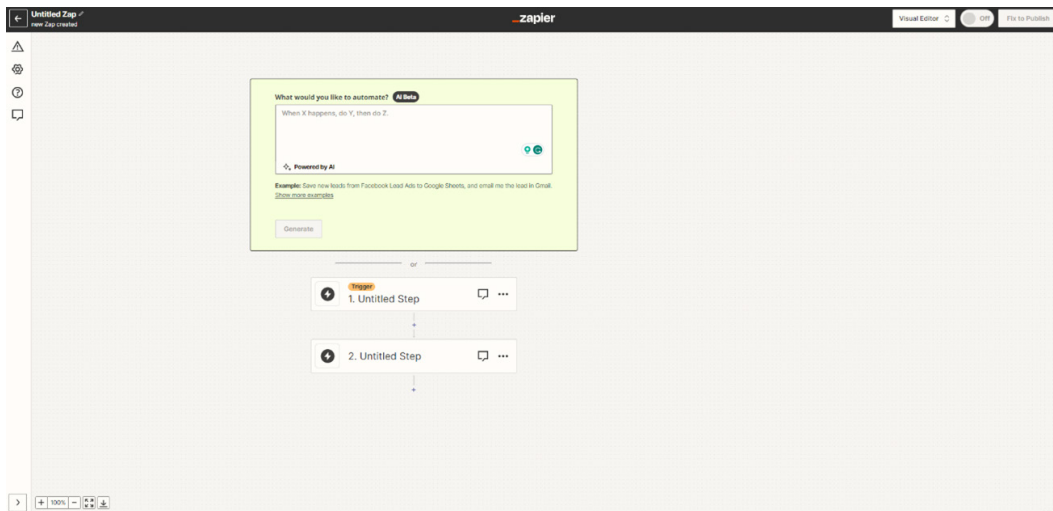 Untitled Zap
new Zap created
_zapier
Visual Editor
Off
Fix to Publish
What would you like to automate? AI Beta
When X happens, do Y, then do Z.
Powered by AI
Example: Save new leads from Facebook Lead Ads to Google Sheets, and email me the lead in Gmail.
Show more examples
Generate
or
Trigger
1. Untitled Step
2. Untitled Step
100%